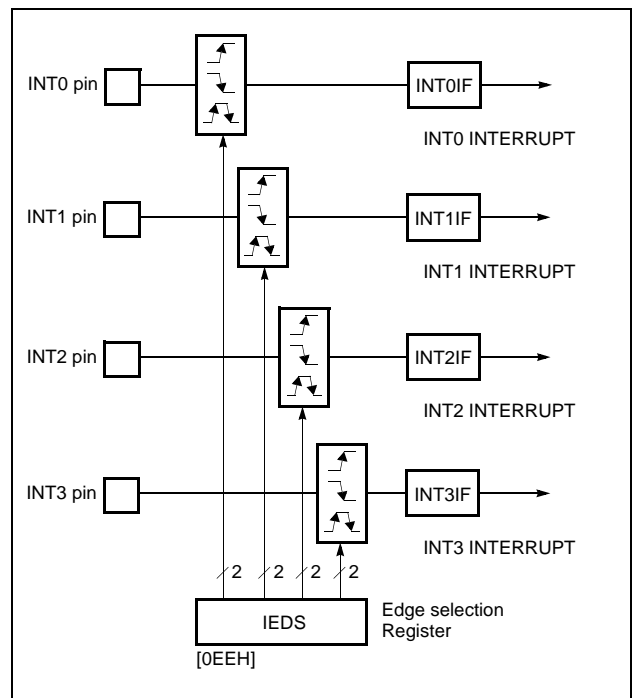 INT0 pin
INT0IF
INT0 INTERRUPT
INT1 pin
INT1IF
INT1 INTERRUPT
INT2 pin
INT2IF
INT2 INTERRUPT
INT3 pin
INT3IF
INT3 INTERRUPT
2 2 2 2
IEDS
Edge selection
Register
[0EEH]